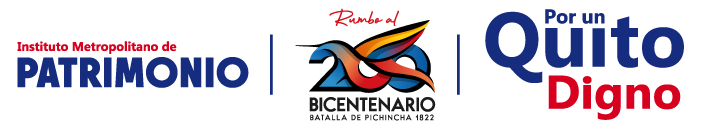 Instituto Metropolitano de
PATRIMONIO
Rumbo al
200
BICENTENARIO
BATALLA DE PICHINCHA 1822
Por un
Quito
Digno